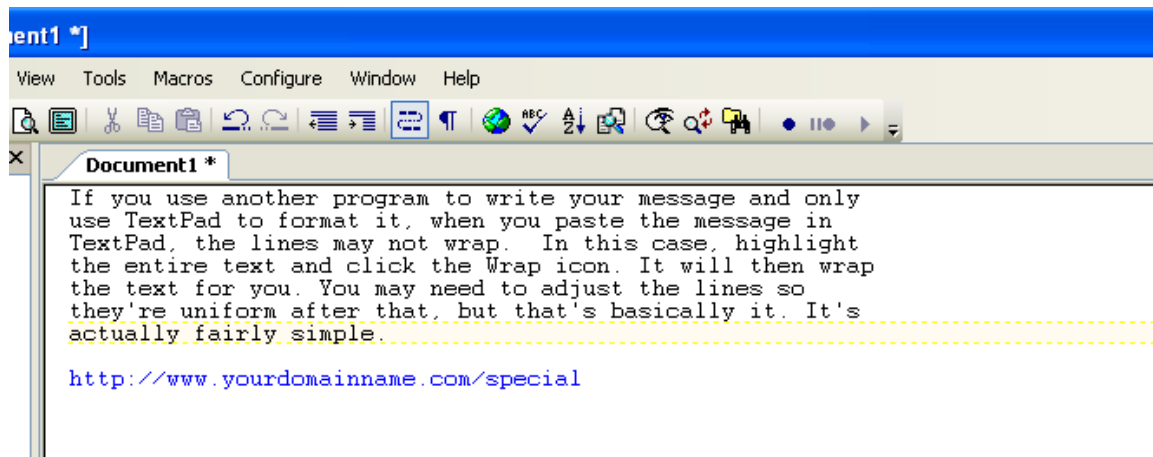 ent1 *]
View Tools Macros Configure Window Help
ABC A Z
Document1 *
If you use another program to write your message and only
use TextPad to format it, when you paste the message in
TextPad, the lines may not wrap.  In this case, highlight
the entire text and click the Wrap icon. It will then wrap
the text for you. You may need to adjust the lines so
they're uniform after that, but that's basically it. It's
actually fairly simple.
http://www.yourdomainname.com/special